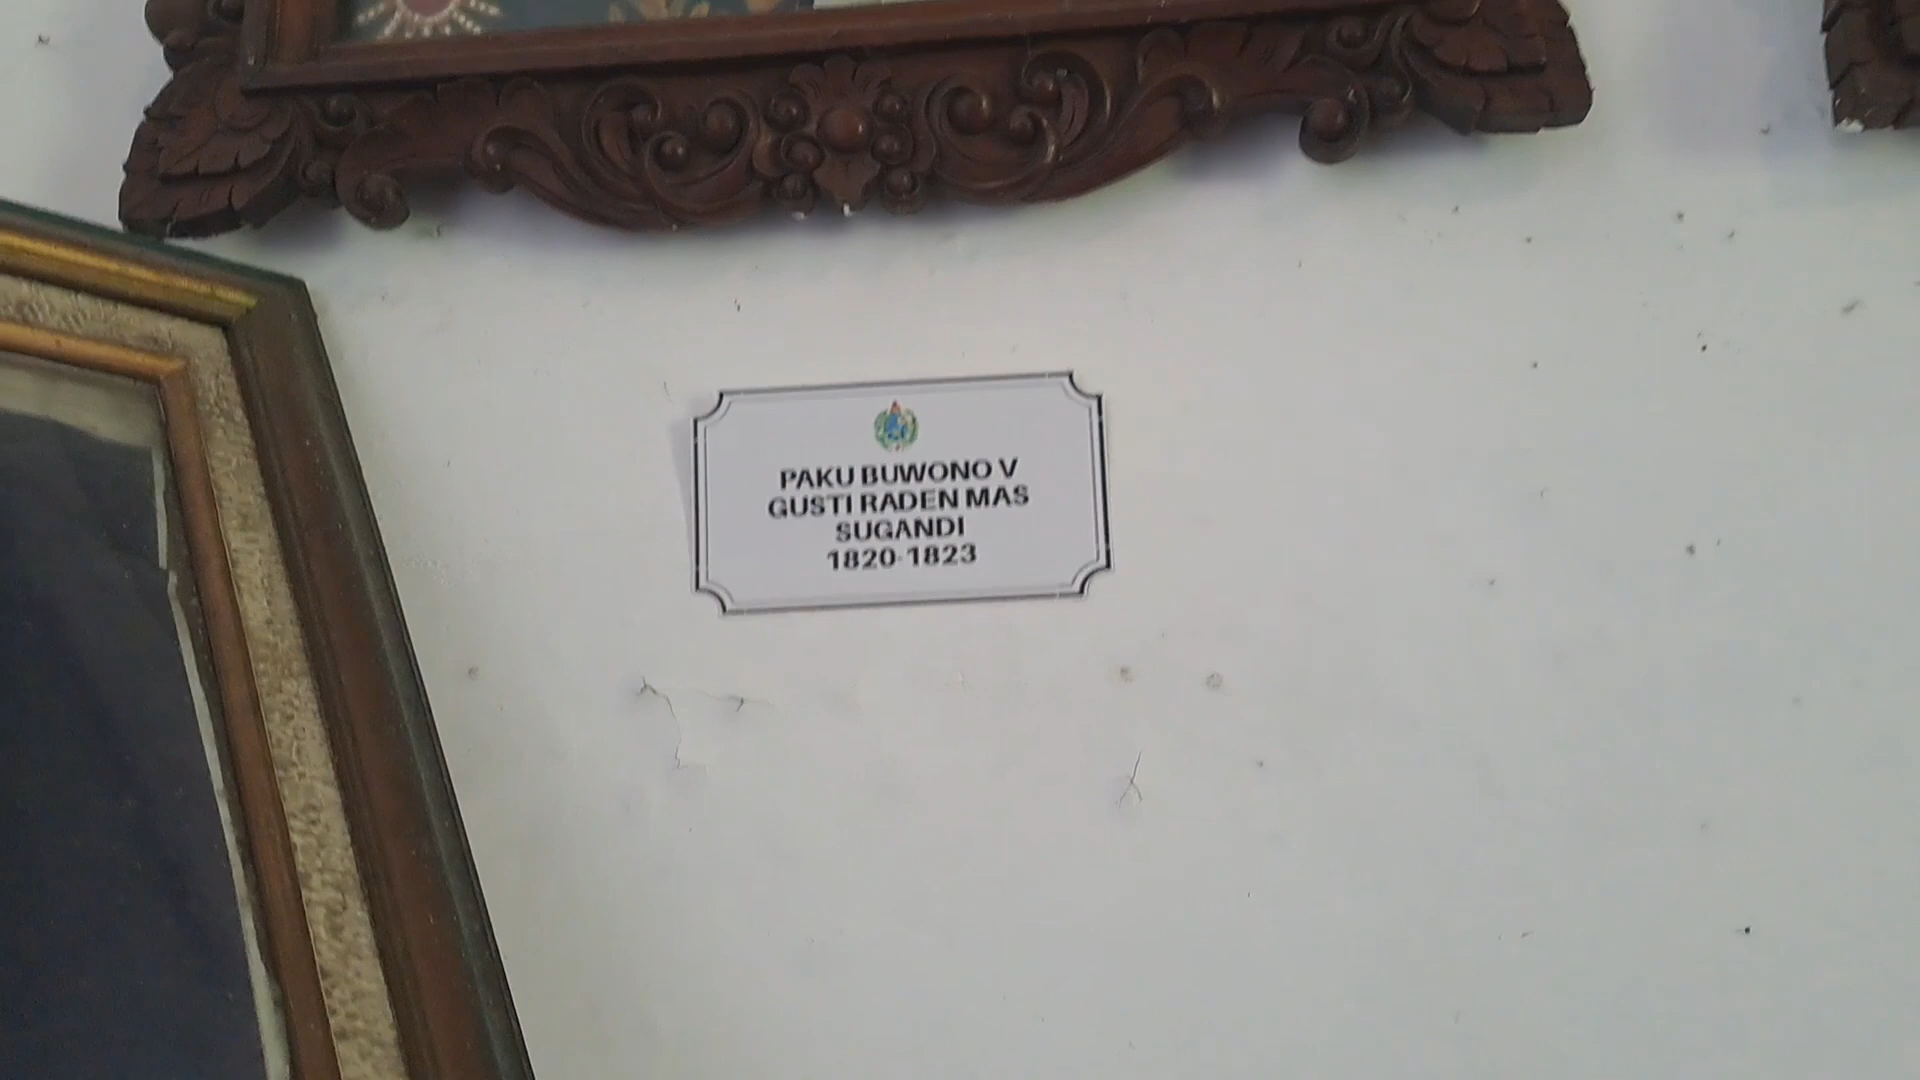 PAKU BUWONO V
GUSTI RADEN MAS
SUGANDI
1820-1823